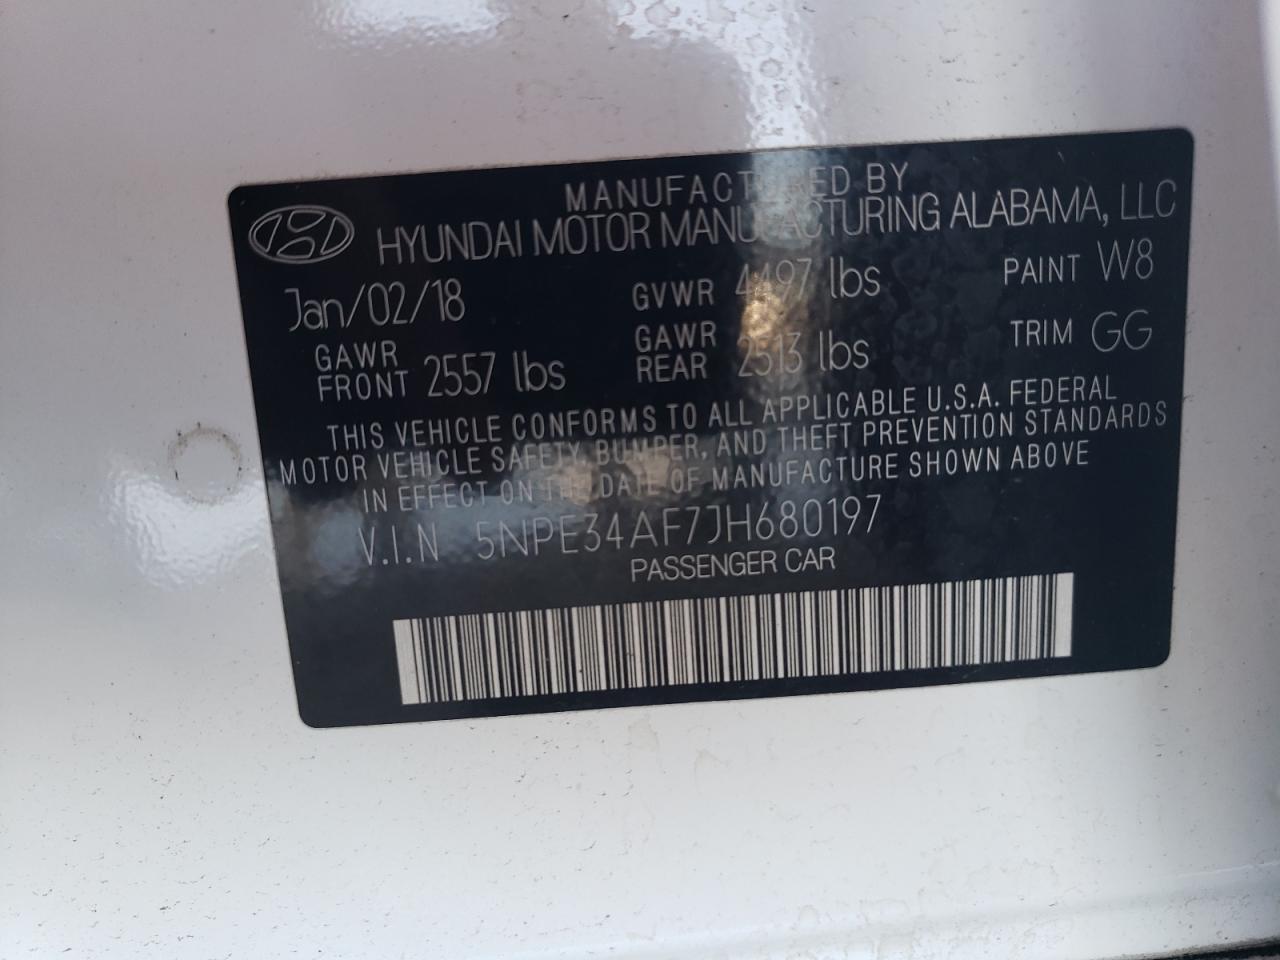 MANUFACTURED BY
HYUNDAI MOTOR MANUFACTURING ALABAMA, LLC
Jan/02/18 GVWR 4497 lbs PAINT W8
GAWR FRONT 2557 lbs GAWR REAR 2513 lbs TRIM GG
THIS VEHICLE CONFORMS TO ALL APPLICABLE U.S.A. FEDERAL
MOTOR VEHICLE SAFETY, BUMPER, AND THEFT PREVENTION STANDARDS
IN EFFECT ON THE DATE OF MANUFACTURE SHOWN ABOVE
V.I.N 5NPE34AF7JH680197
PASSENGER CAR